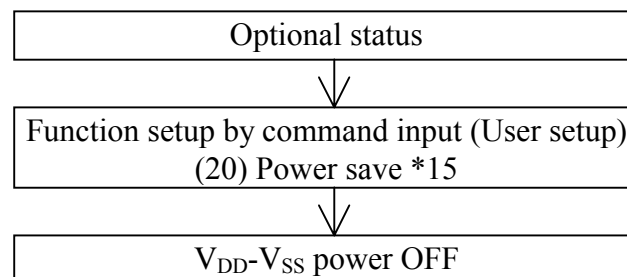 Optional status
Function setup by command input (User setup)
(20) Power save *15
VDD-VSS power OFF